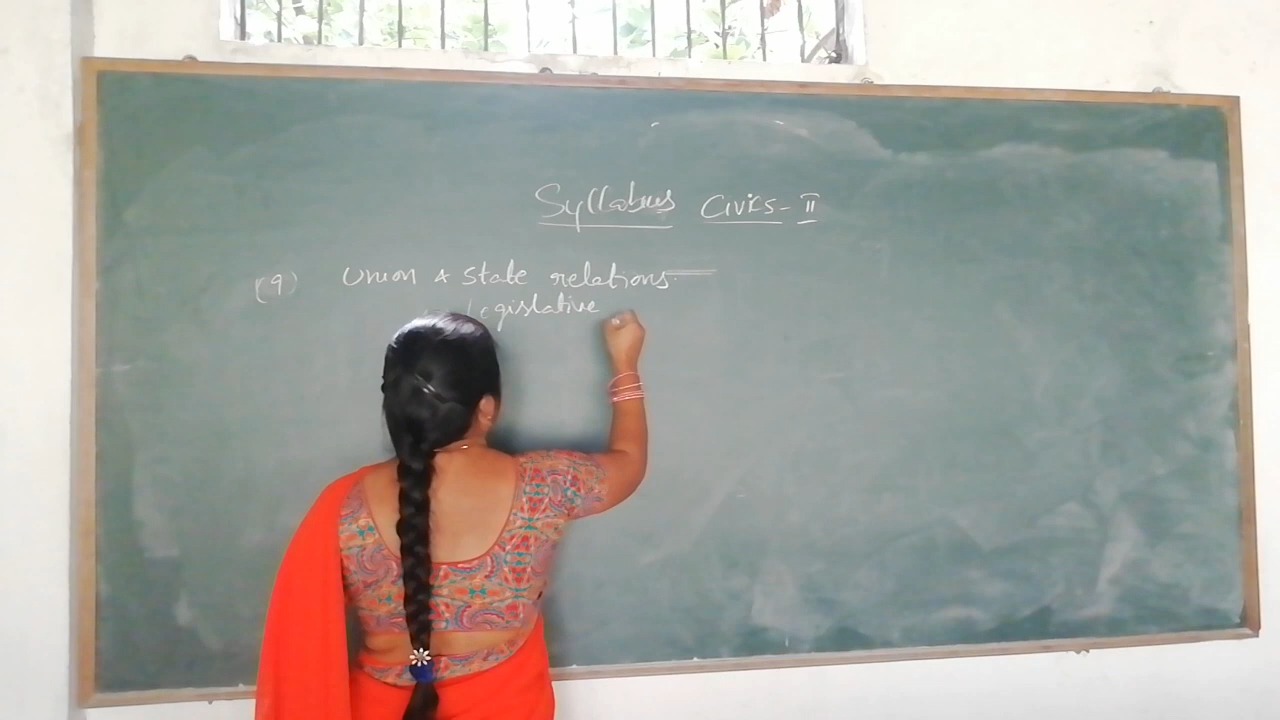 Syllabus Civics - II
(9) Union & State relations.
Legislative